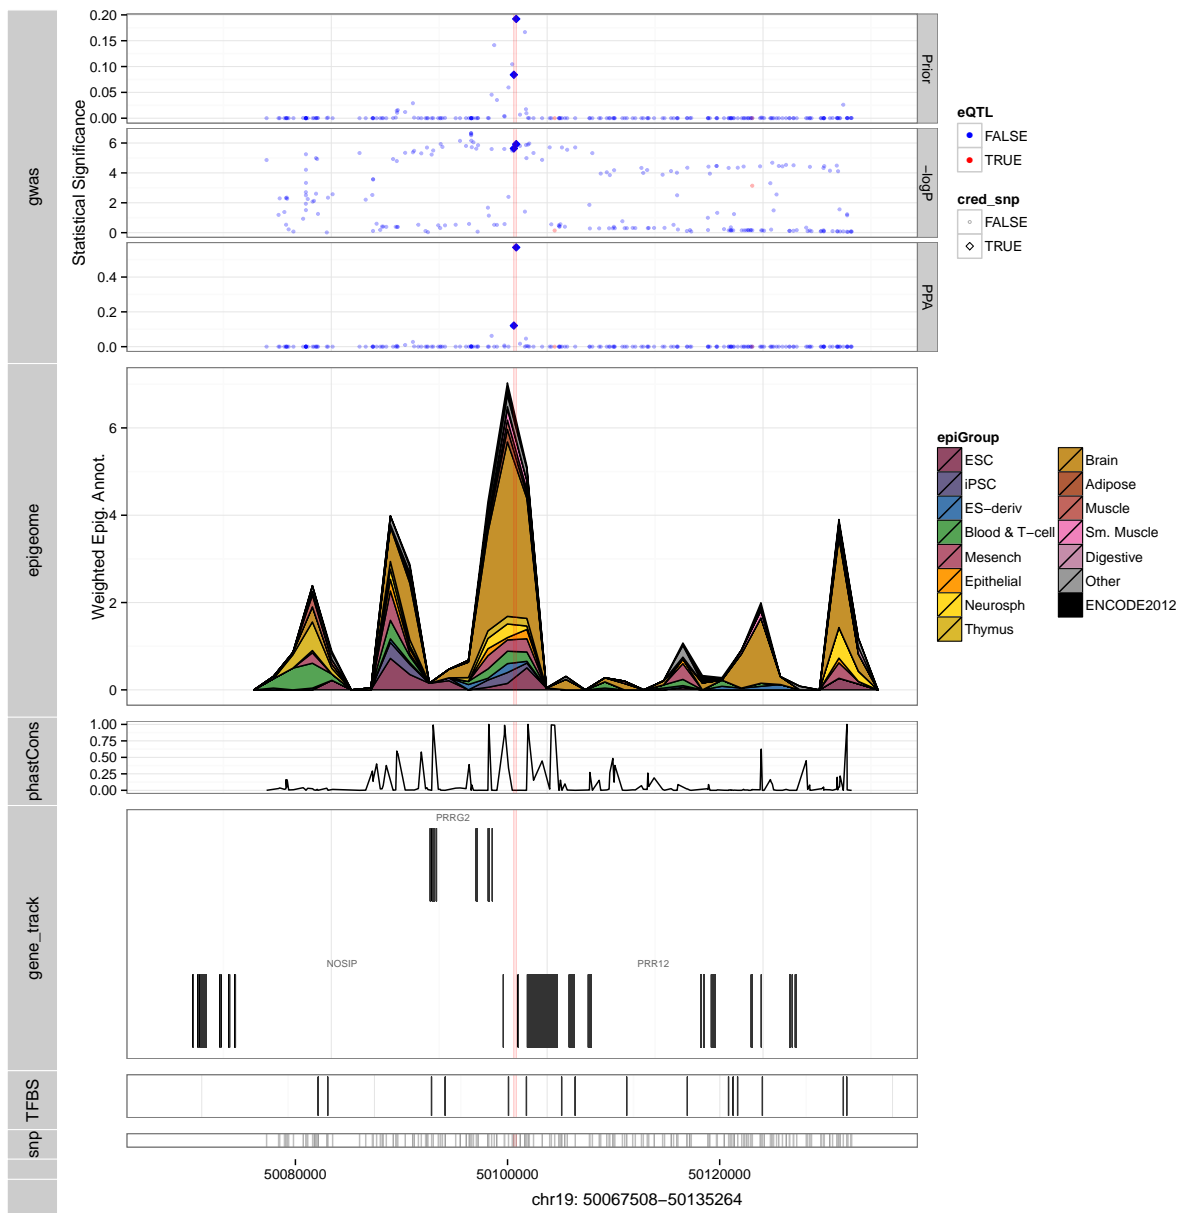 gwas
Statistical Significance
0.20
0.15
0.10
0.05
0.00
Prior
6
4
2
0
−logP
0.4
0.2
0.0
PPA
eQTL
FALSE
TRUE
cred_snp
FALSE
TRUE
epigeome
Weighted Epig. Annot.
6
4
2
0
epiGroup
ESC
iPSC
ES−deriv
Blood & T−cell
Mesench
Epithelial
Neurosph
Thymus
Brain
Adipose
Muscle
Sm. Muscle
Digestive
Other
ENCODE2012
phastCons
1.00
0.75
0.50
0.25
0.00
gene_track
PRRG2
NOSIP
PRR12
TFBS
snp
50080000
50100000
50120000
chr19: 50067508−50135264